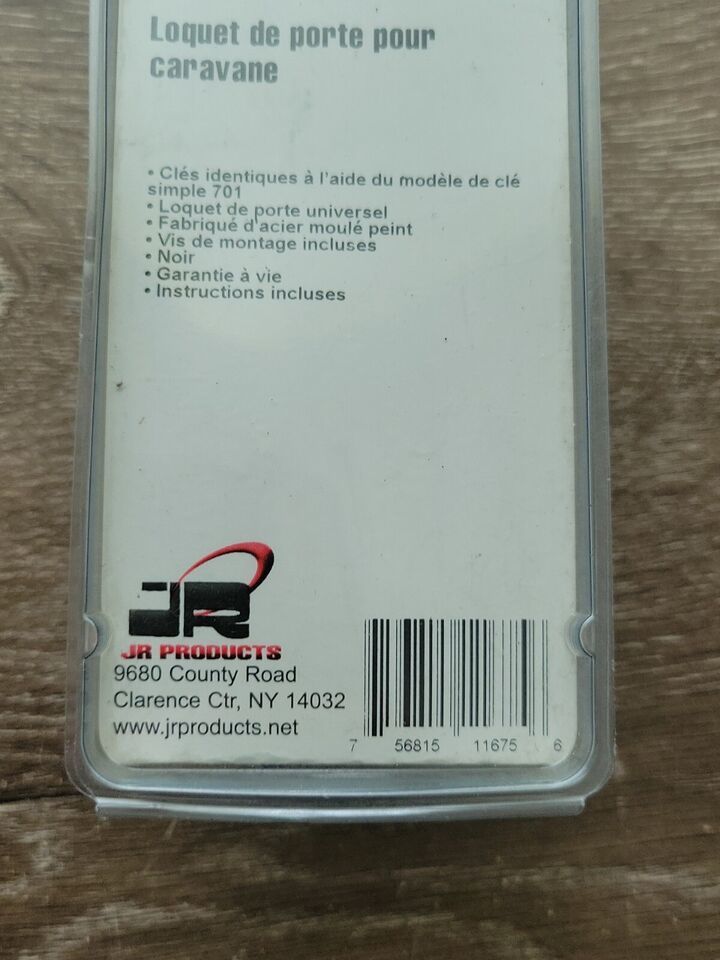 Loquet de porte pour
caravane
• Clés identiques à l'aide du modèle de clé
simple 701
• Loquet de porte universel
• Fabriqué d'acier moulé peint
• Vis de montage incluses
• Noir
• Garantie à vie
• Instructions incluses
JR
JR PRODUCTS
9680 County Road
Clarence Ctr, NY 14032
www.jrproducts.net
7 56815 11675 6